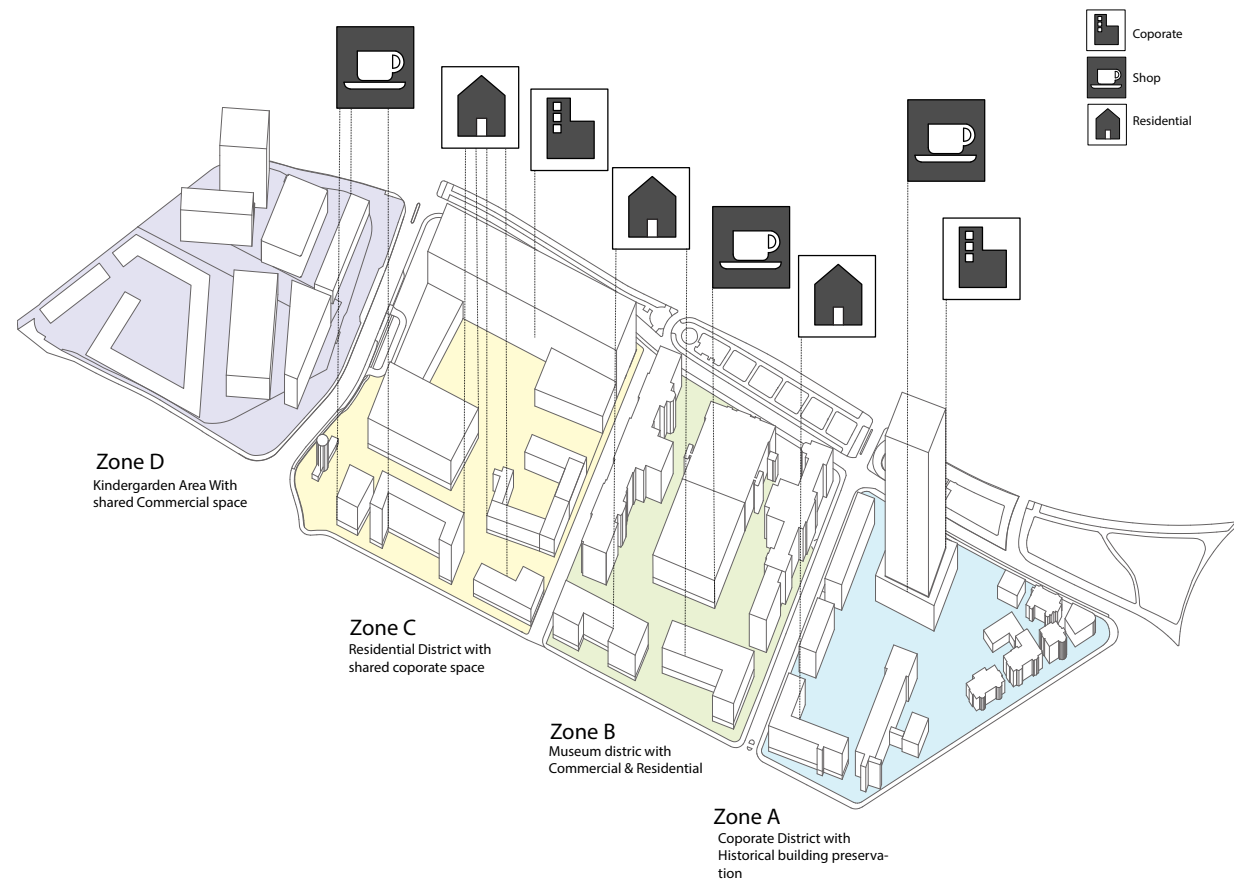 Coporate
Shop
Residential
Zone D
Kindergarden Area With
shared Commercial space
Zone C
Residential District with
shared coporate space
Zone B
Museum distric with
Commercial & Residential
Zone A
Coporate District with
Historical building preserva-
tion